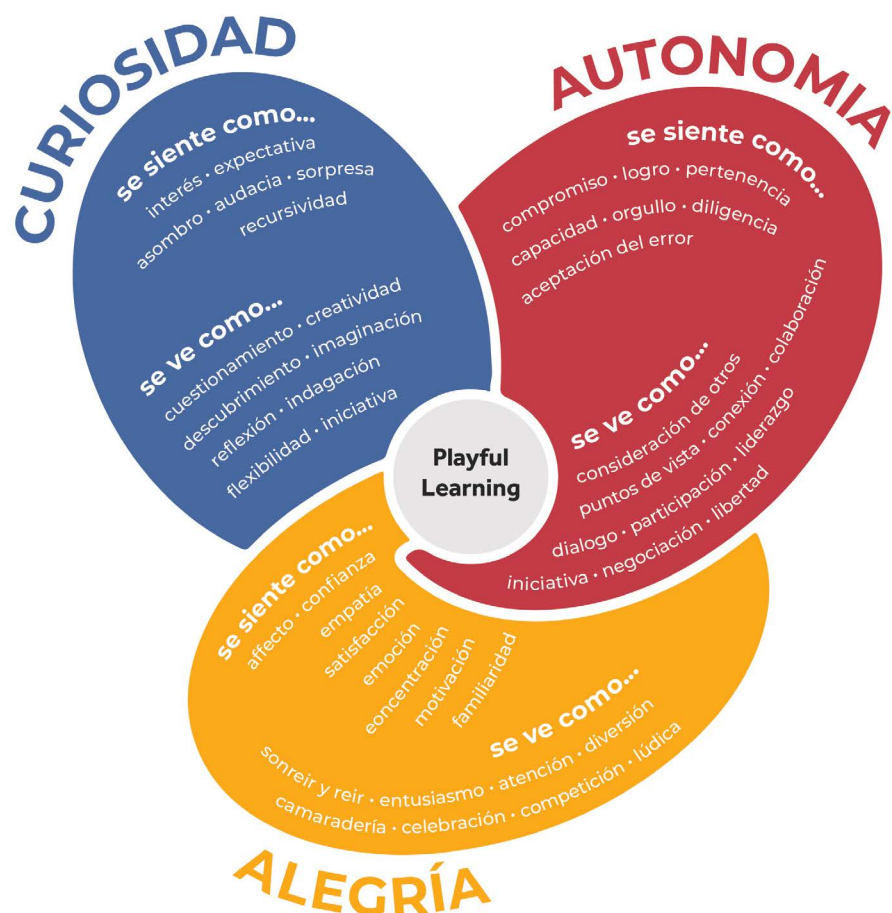 CURIOSIDAD
se siente como...
interés • expectativa
asombro • audacia • sorpresa
recursividad
se ve como...
cuestionamiento • creatividad
descubrimiento • imaginación
reflexión • indagación
flexibilidad • iniciativa
AUTONOMIA
se siente como...
compromiso • logro • pertenencia
capacidad • orgullo • diligencia
aceptación del error
se ve como...
consideración de otros
puntos de vista • conexión • colaboración
dialogo • participación • liderazgo
iniciativa • negociación • libertad
Playful
Learning
se siente como...
affecto • confianza
empatía
satisfacción
emoción
eoncentración
motivación
familiaridad
se ve como...
sonreir y reir • entusiasmo • atención • diversión
camaradería • celebración • competición • lúdica
ALEGRÍA